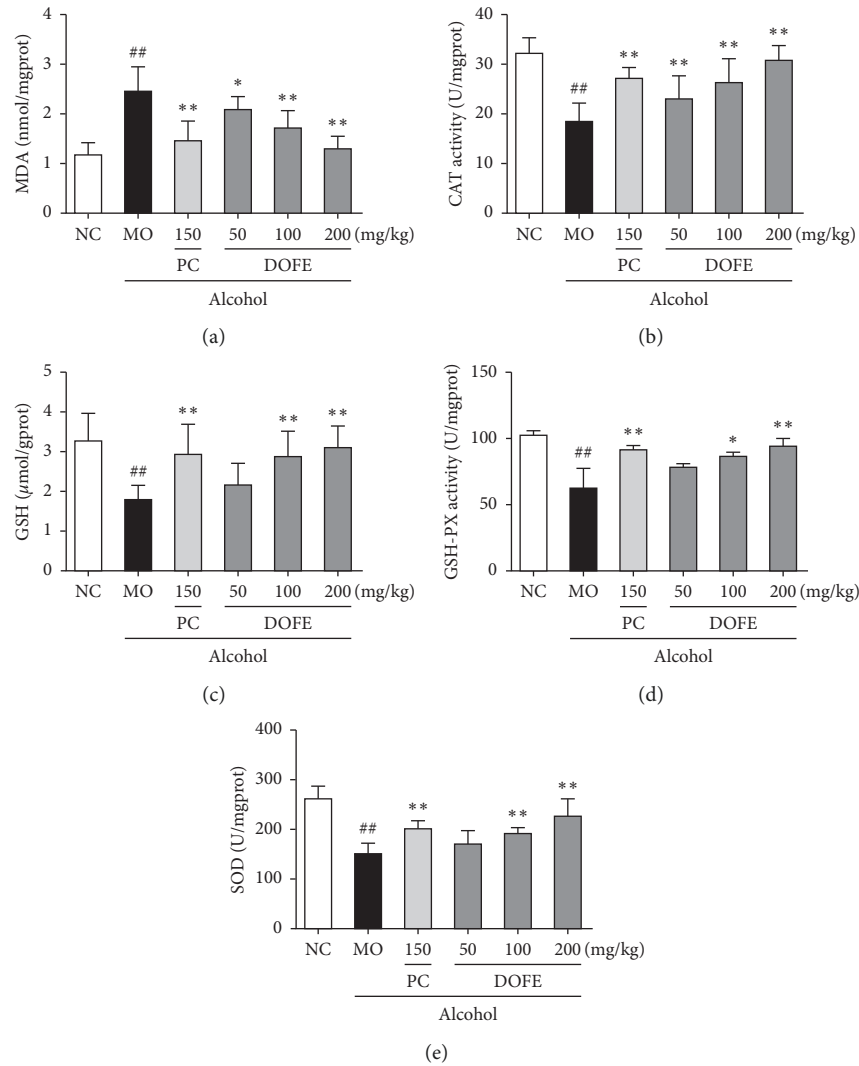 MDA (nmol/mgprot)
4
3
2
1
0
##
**
*
**
**
NC MO 150 50 100 200 (mg/kg)
PC DOFE
Alcohol
(a)
CAT activity (U/mgprot)
40
30
20
10
0
##
**
**
**
**
NC MO 150 50 100 200 (mg/kg)
PC DOFE
Alcohol
(b)
GSH (μmol/gprot)
5
4
3
2
1
0
##
**
**
**
NC MO 150 50 100 200 (mg/kg)
PC DOFE
Alcohol
(c)
GSH-PX activity (U/mgprot)
150
100
50
0
##
**
*
**
NC MO 150 50 100 200 (mg/kg)
PC DOFE
Alcohol
(d)
SOD (U/mgprot)
400
300
200
100
0
##
**
**
**
NC MO 150 50 100 200 (mg/kg)
PC DOFE
Alcohol
(e)